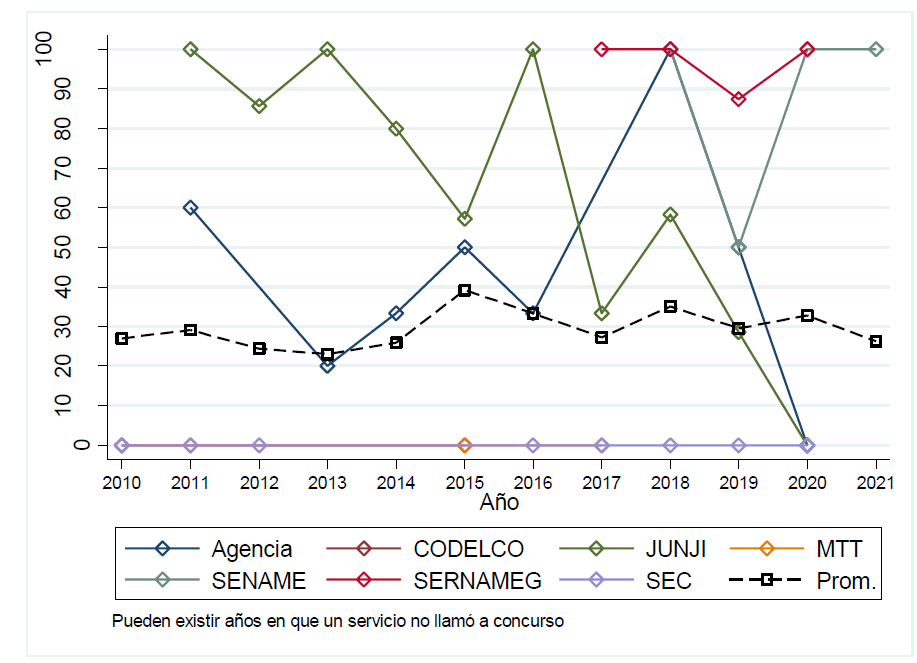 100
90
80
70
60
50
40
30
20
10
0
2010 2011 2012 2013 2014 2015 2016 2017 2018 2019 2020 2021
Año
Agencia CODELCO JUNJI MTT
SENAME SERNAMEG SEC Prom.
Pueden existir años en que un servicio no llamó a concurso